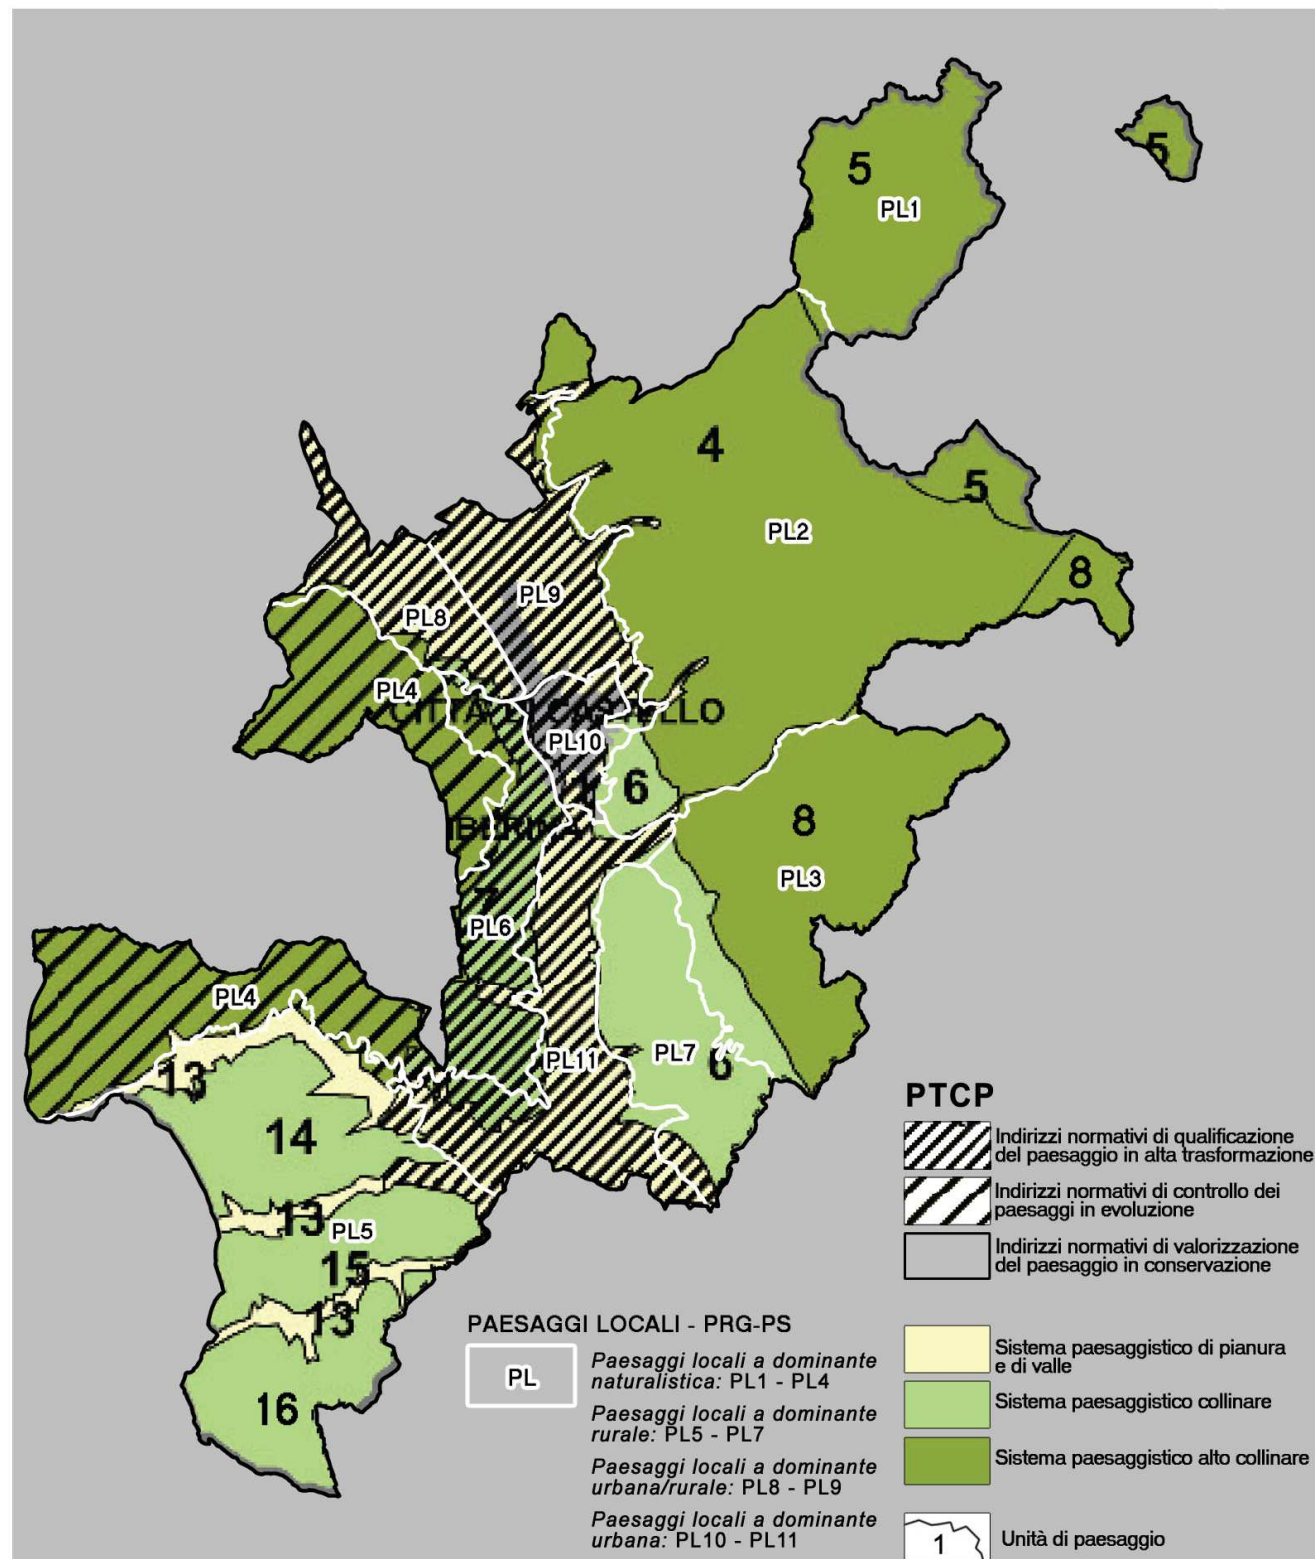 5
5
PL1
4
5
PL2
8
PL9
PL8
PL4
CITTÀ DI CASTELLO
PL10
6
8
PL3
7
PL6
PL4
PL11
PL7
6
13
14
13
PL5
15
13
16
PTCP
Indirizzi normativi di qualificazione
del paesaggio in alta trasformazione
Indirizzi normativi di controllo dei
paesaggi in evoluzione
Indirizzi normativi di valorizzazione
del paesaggio in conservazione
Sistema paesaggistico di pianura
e di valle
Sistema paesaggistico collinare
Sistema paesaggistico alto collinare
1
Unità di paesaggio
PAESAGGI LOCALI - PRG-PS
PL
Paesaggi locali a dominante
naturalistica: PL1 - PL4
Paesaggi locali a dominante
rurale: PL5 - PL7
Paesaggi locali a dominante
urbana/rurale: PL8 - PL9
Paesaggi locali a dominante
urbana: PL10 - PL11